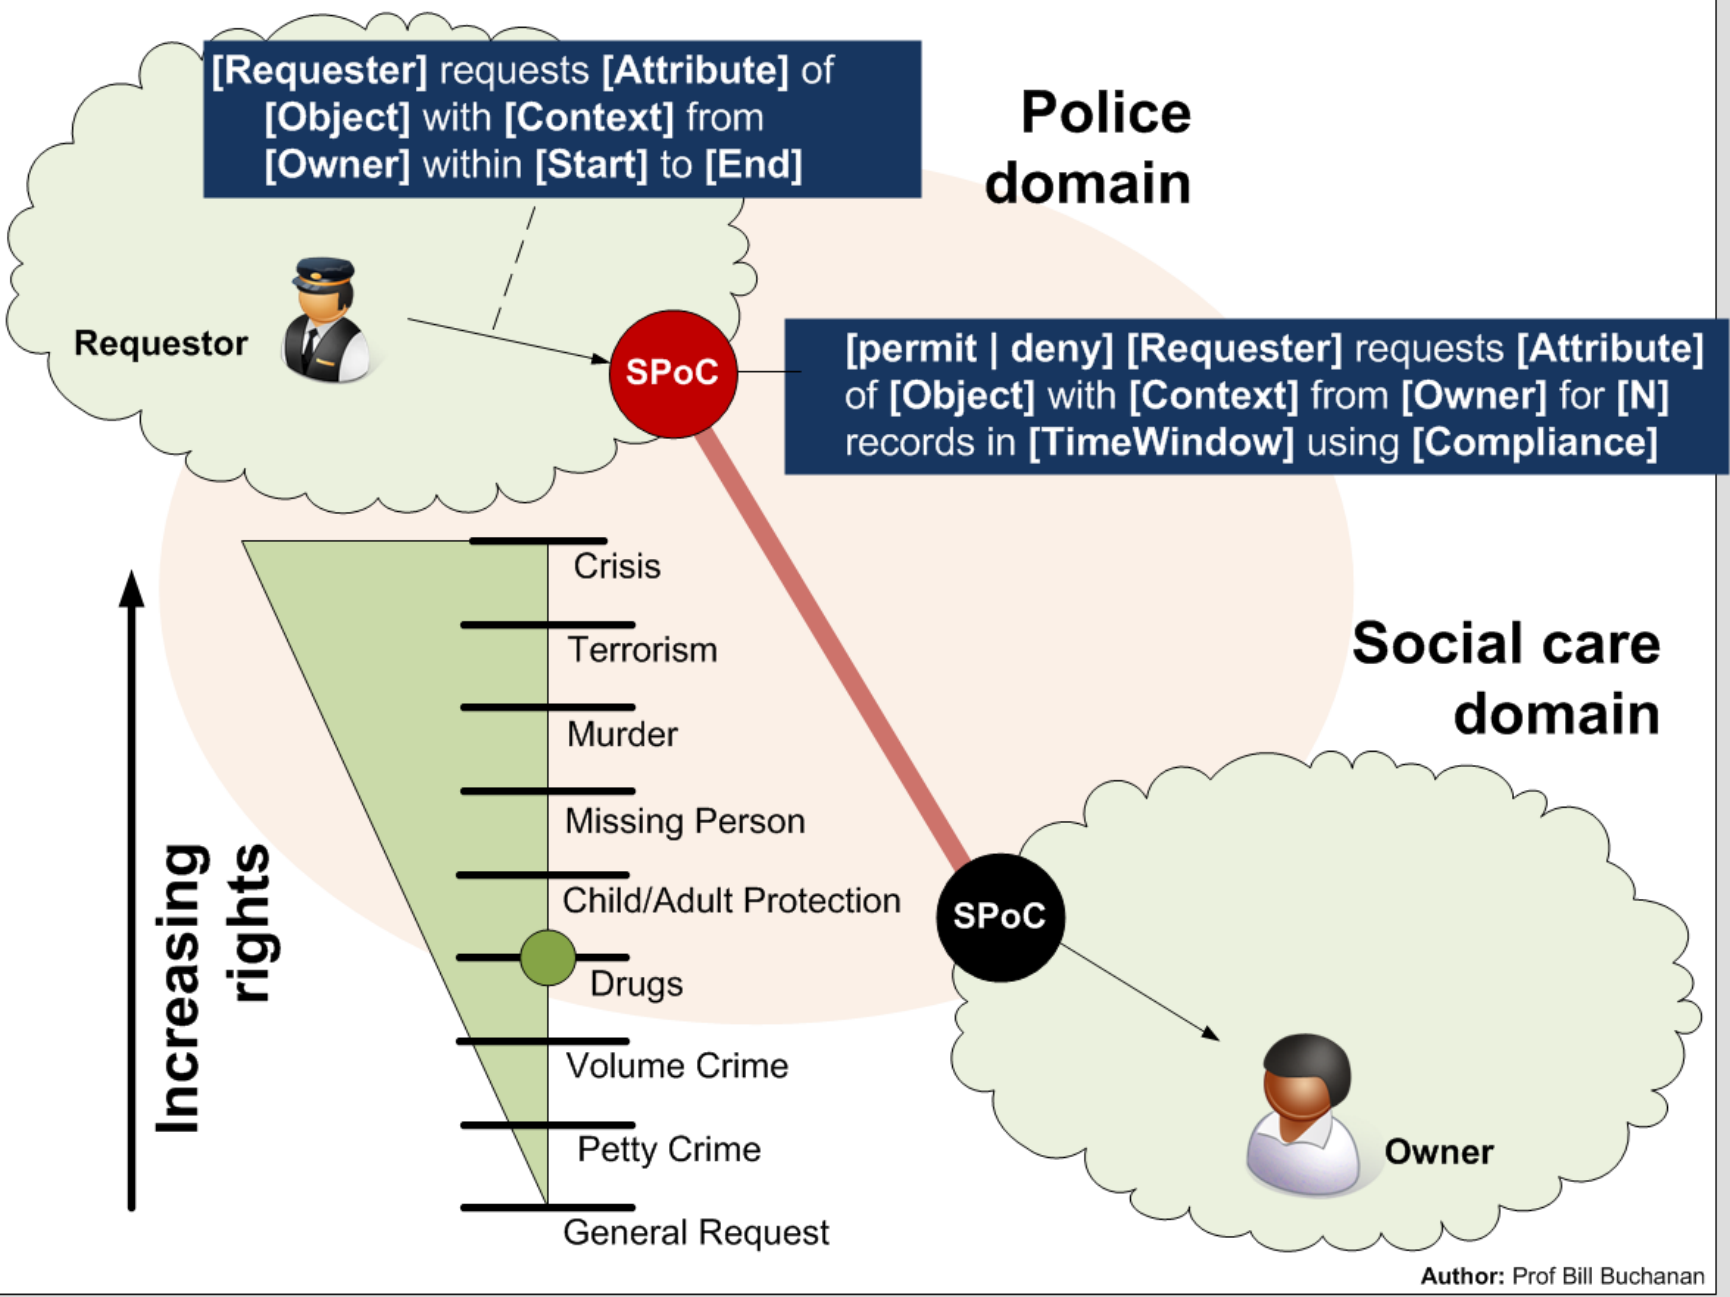 [Requester] requests [Attribute] of
[Object] with [Context] from
[Owner] within [Start] to [End]
Police
domain
Requestor
SPoC
[permit | deny] [Requester] requests [Attribute]
of [Object] with [Context] from [Owner] for [N]
records in [TimeWindow] using [Compliance]
Crisis
Terrorism
Murder
Missing Person
Child/Adult Protection
Drugs
Volume Crime
Petty Crime
General Request
Increasing
rights
Social care
domain
SPoC
Owner
Author: Prof Bill Buchanan